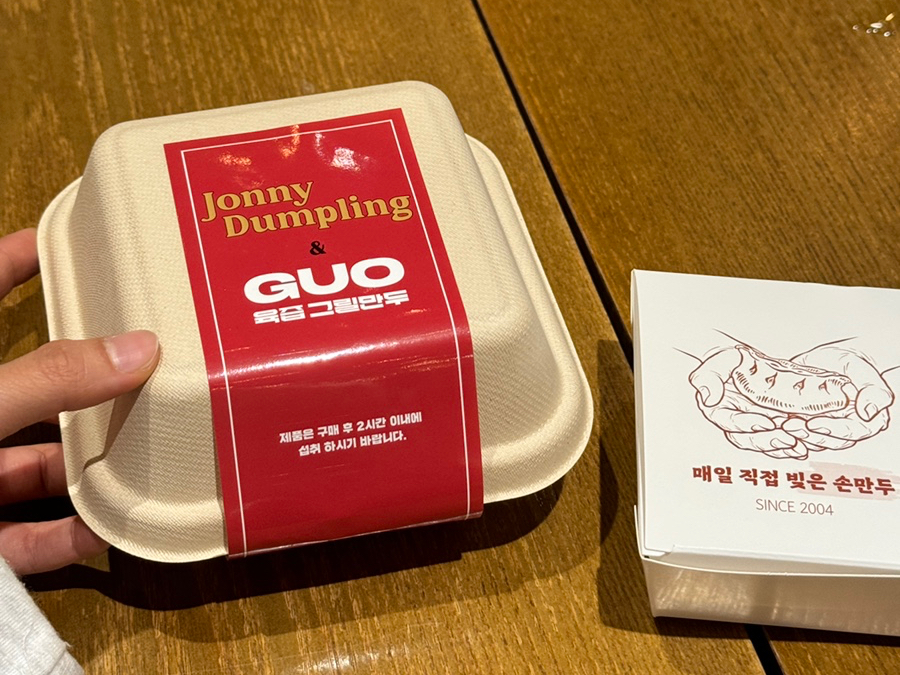 Jonny
Dumpling
&
GUO
육즙 그릴만두
제품은 구매 후 2시간 이내에
섭취 하시기 바랍니다.
매일 직접 빚은 손만두
SINCE 2004